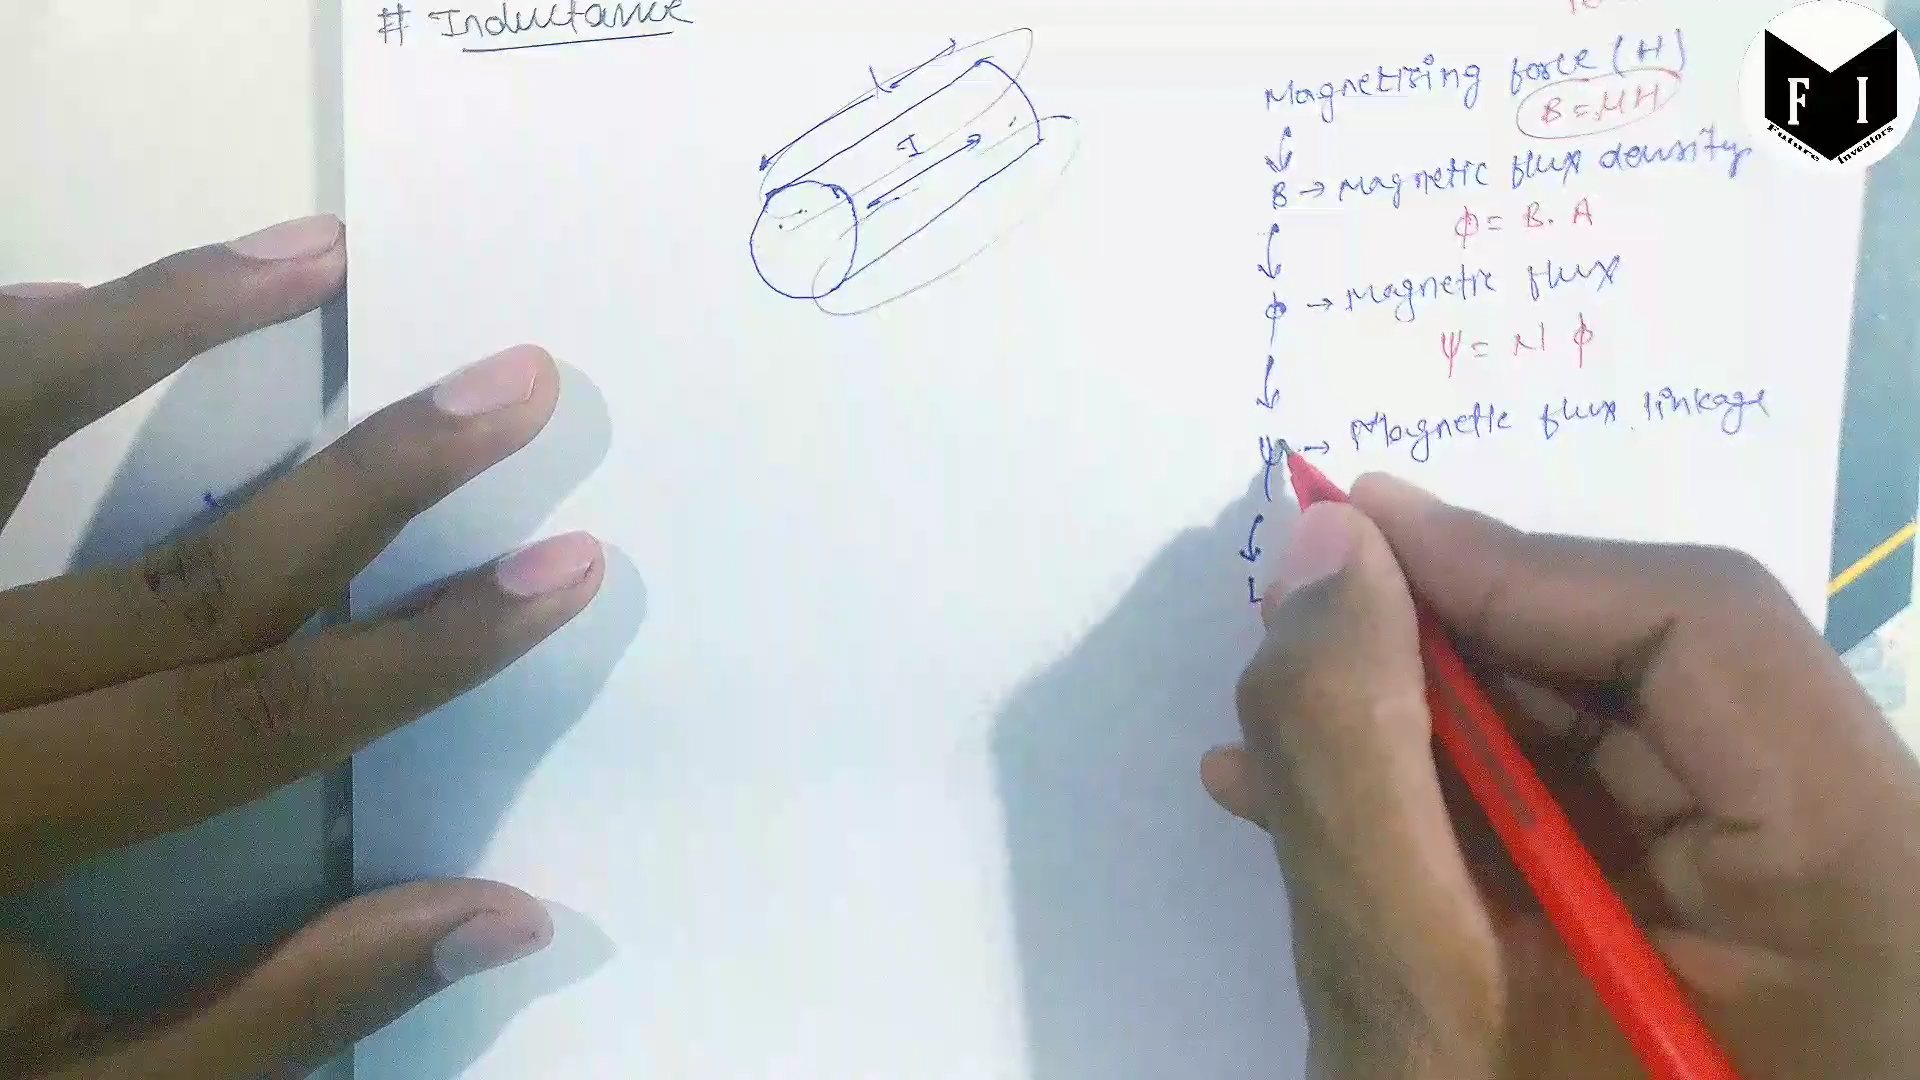 # Inductance
I
Magnetising force (H)
B = μH
B → Magnetic flux density
ϕ = B. A
ϕ → Magnetic flux
ψ = N ϕ
ψ → Magnetic flux linkage
L
F I
Future Inventors